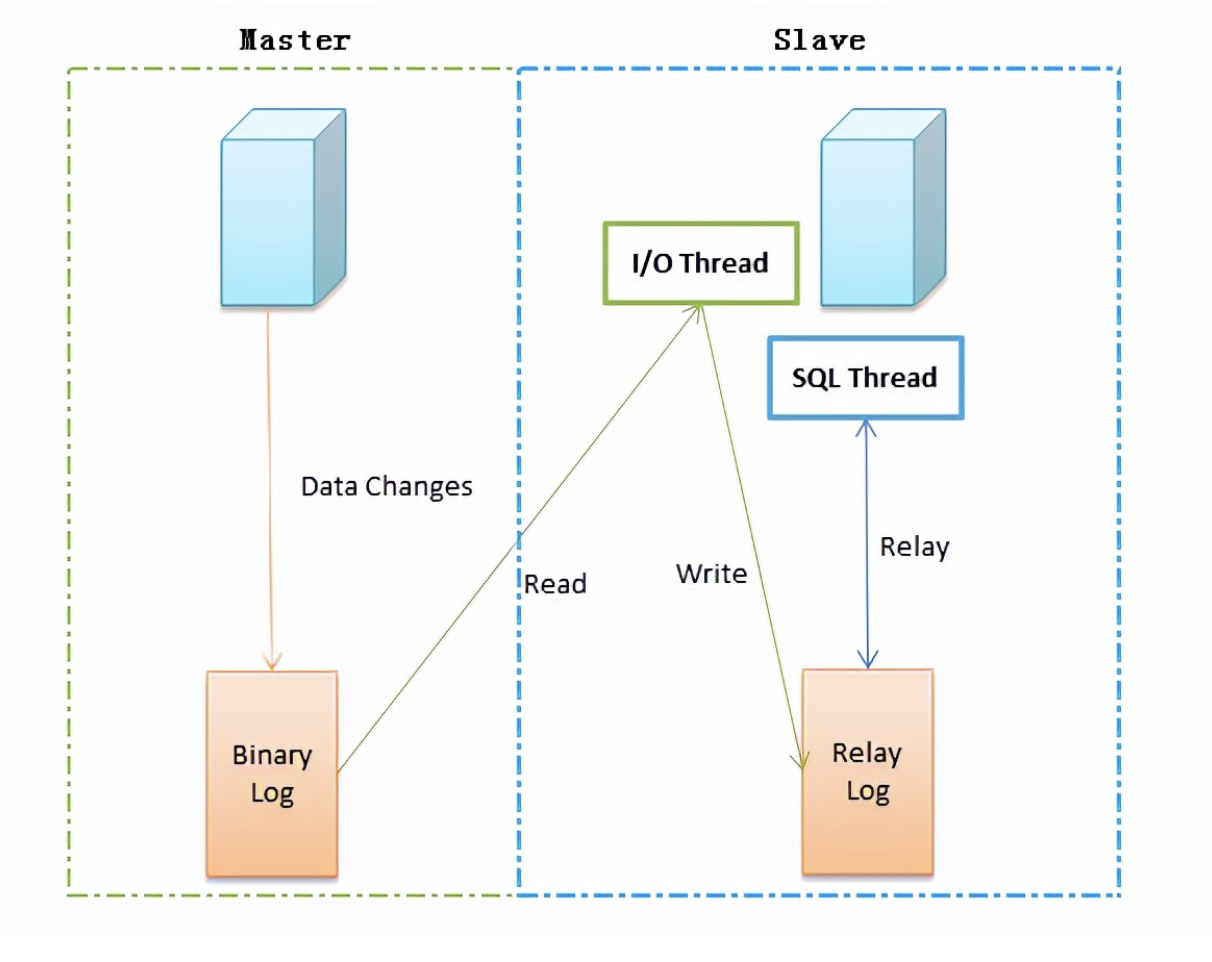 Master
Slave
I/O Thread
SQL Thread
Data Changes
Relay
Read
Write
Binary
Log
Relay
Log